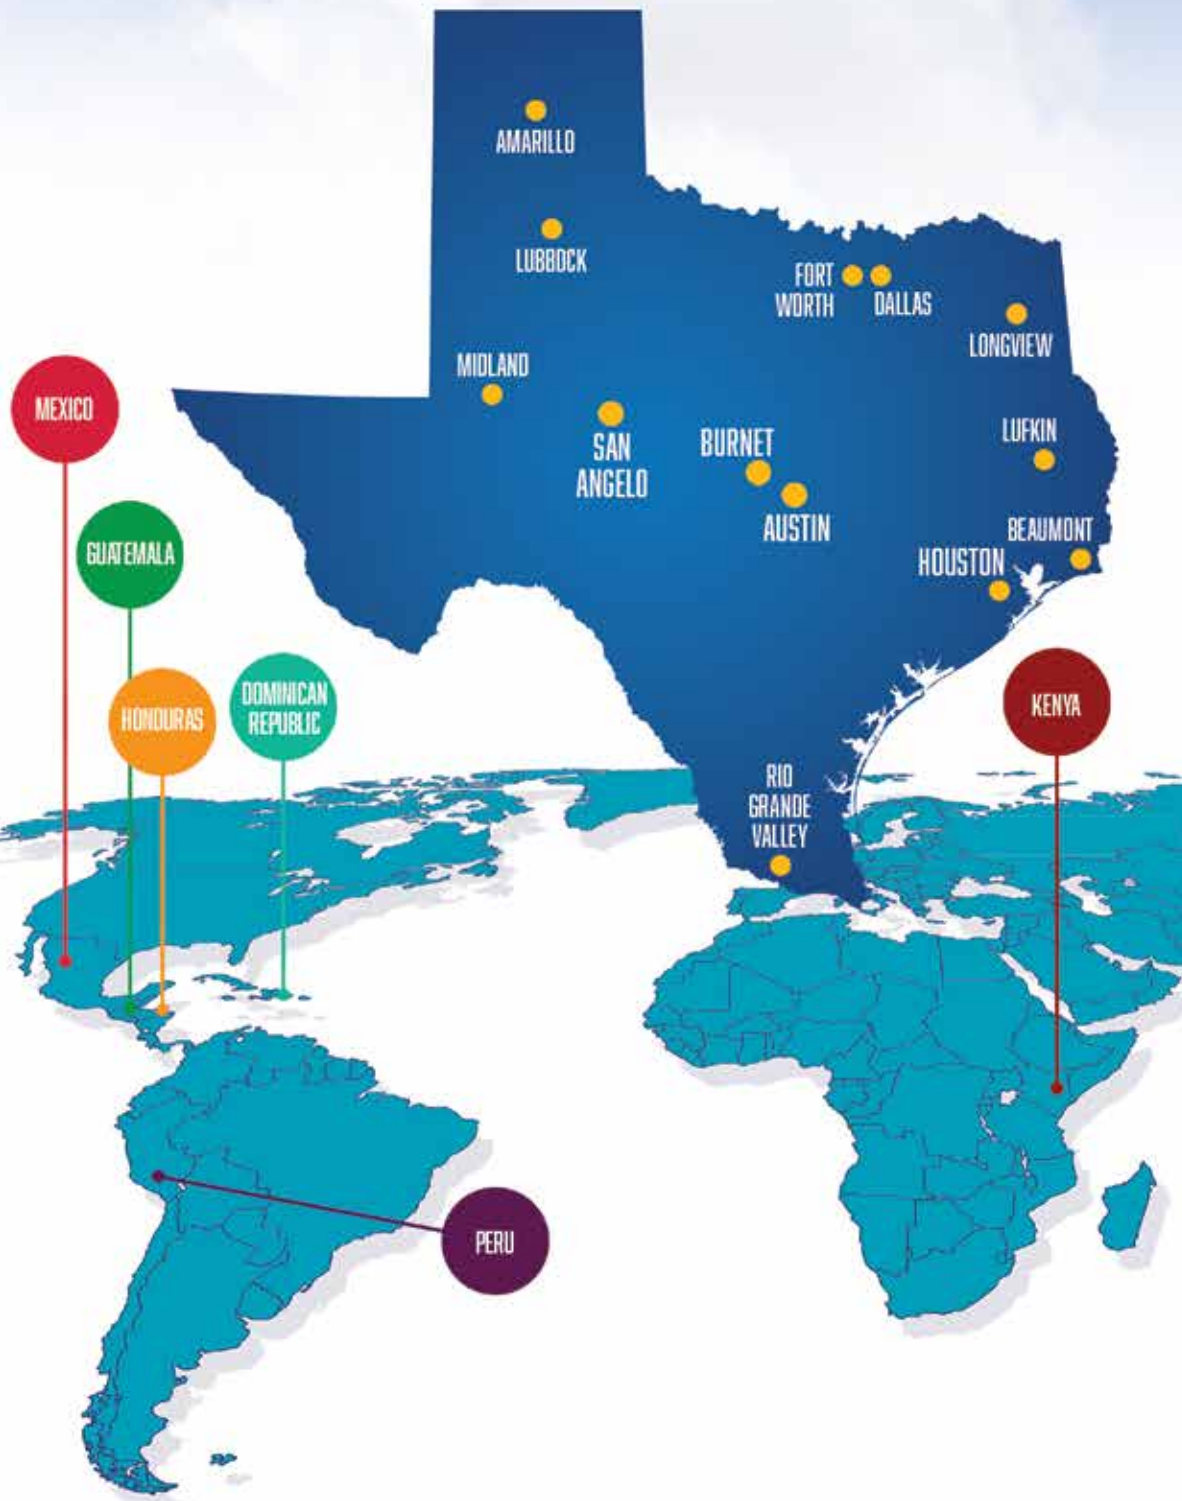 AMARILLO
LUBBOCK
FORT
WORTH
DALLAS
LONGVIEW
MIDLAND
MEXICO
SAN
ANGELO
BURNET
AUSTIN
LUFKIN
BEAUMONT
HOUSTON
GUATEMALA
HONDURAS
DOMINICAN
REPUBLIC
KENYA
RIO
GRANDE
VALLEY
PERU